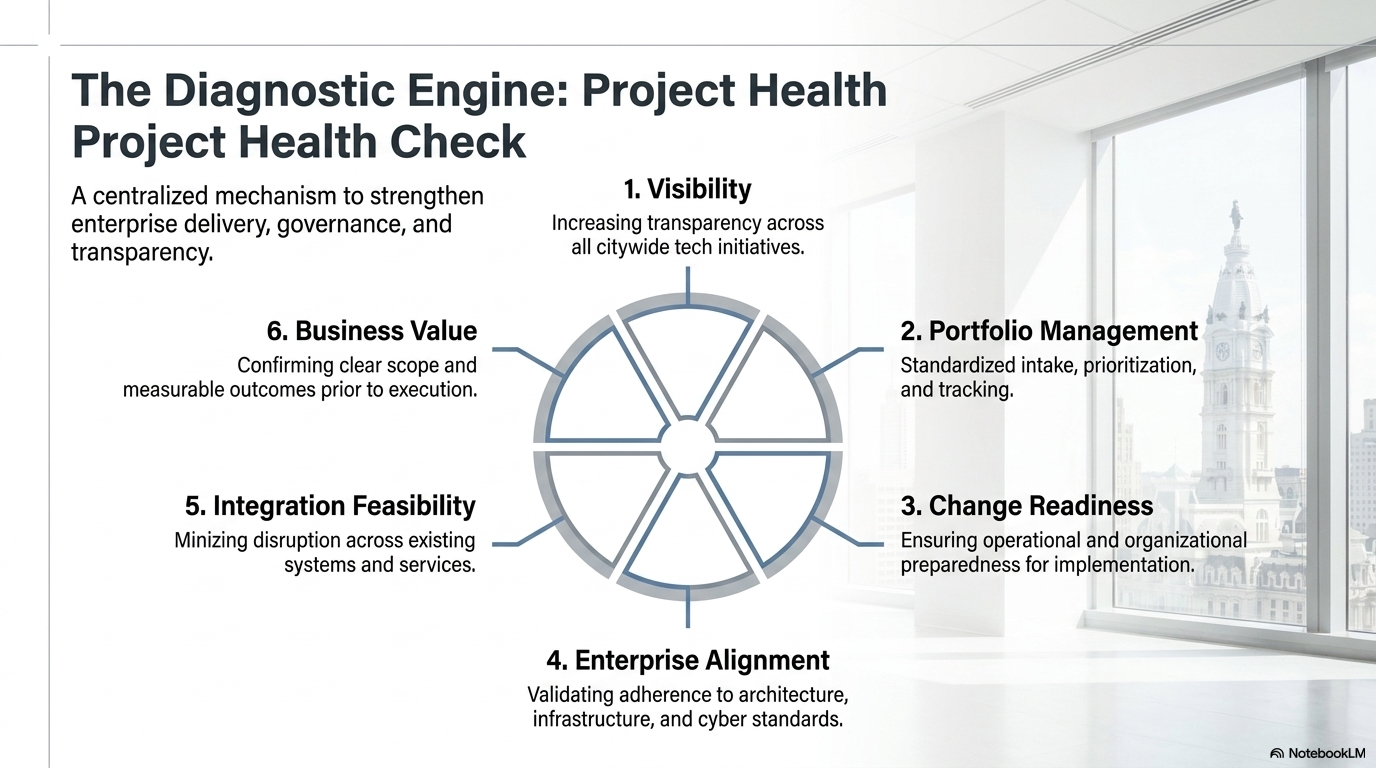 The Diagnostic Engine: Project Health
Project Health Check
A centralized mechanism to strengthen
enterprise delivery, governance, and
transparency.
1. Visibility
Increasing transparency across
all citywide tech initiatives.
2. Portfolio Management
Standardized intake, prioritization,
and tracking.
3. Change Readiness
Ensuring operational and organizational
preparedness for implementation.
4. Enterprise Alignment
Validating adherence to architecture,
infrastructure, and cyber standards.
5. Integration Feasibility
Minizing disruption across existing
systems and services.
6. Business Value
Confirming clear scope and
measurable outcomes prior to execution.
NotebookLM